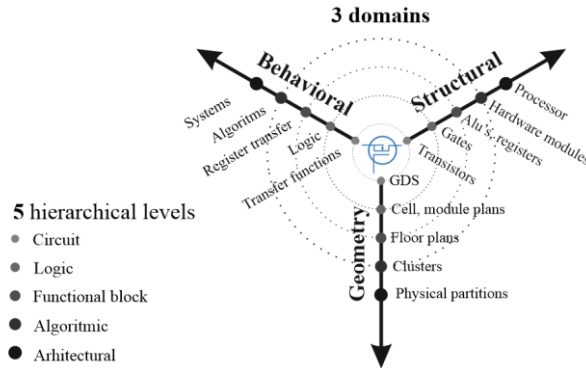 3 domains
Behavioral
Systems
Algoritms
Register transfer
Logic
Transfer functions
Structural
Processor
Hardware modules
Alu's, registers
Gates
Transistors
Geometry
GDS
Cell, module plans
Floor plans
Clusters
Physical partitions
5 hierarchical levels
Circuit
Logic
Functional block
Algoritmic
Arhitectural